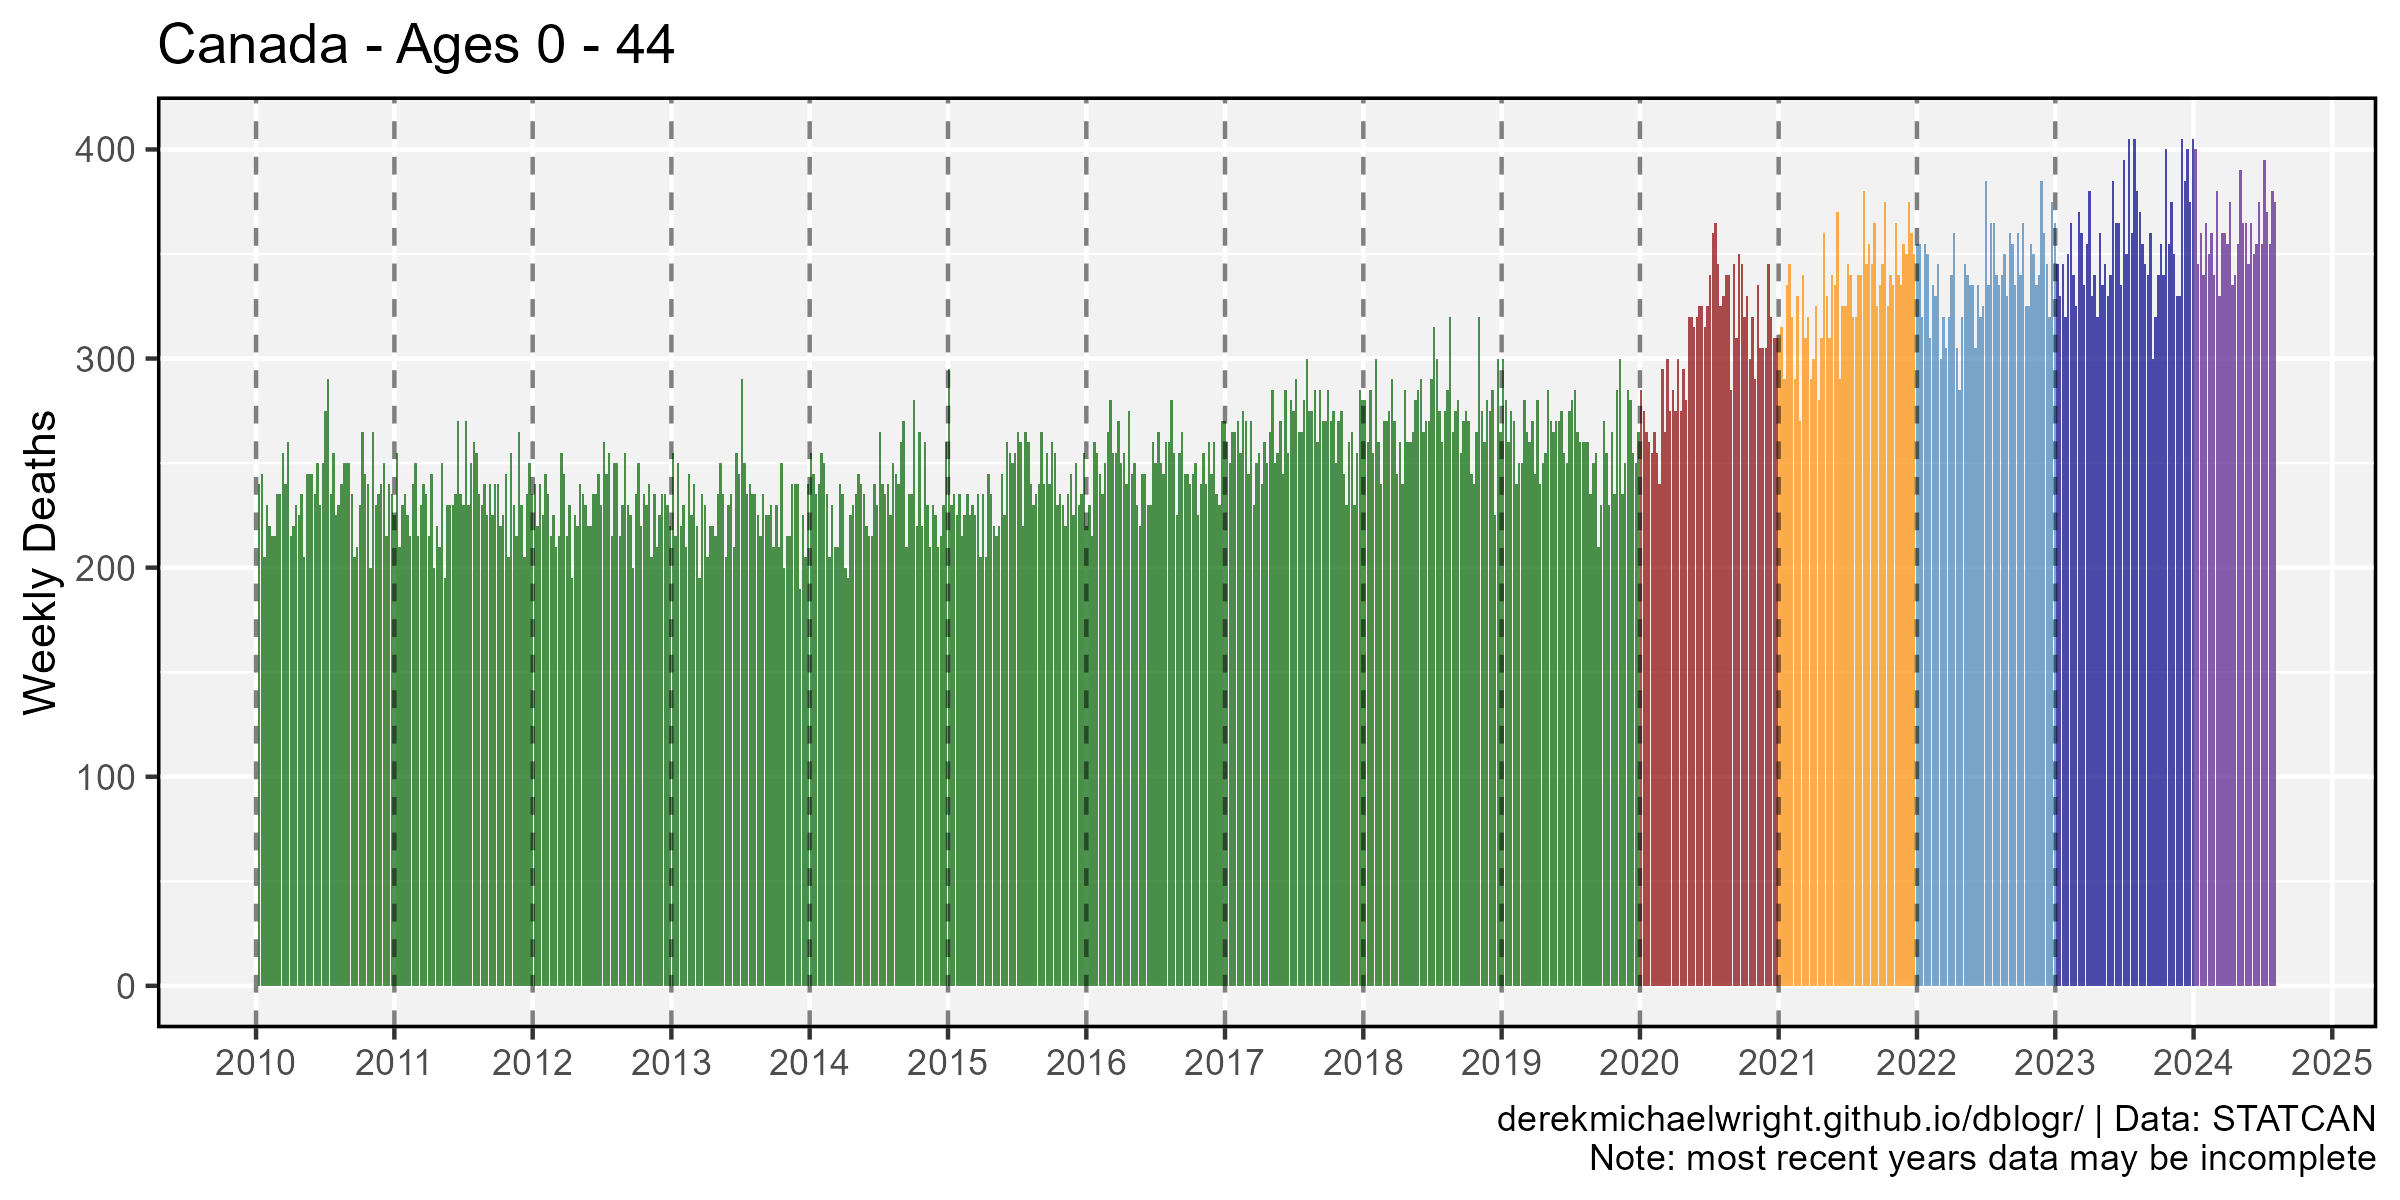 Canada - Ages 0 - 44
Weekly Deaths
400
300
200
100
0
2010 2011 2012 2013 2014 2015 2016 2017 2018 2019 2020 2021 2022 2023 2024 2025
derekmichaelwright.github.io/dblogr/ | Data: STATCAN
Note: most recent years data may be incomplete